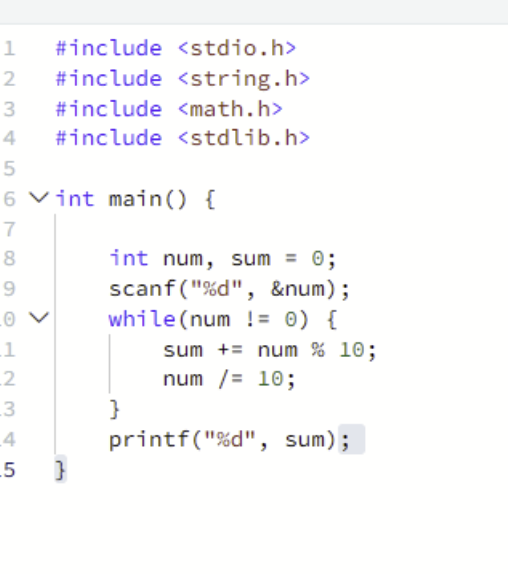 1 #include <stdio.h>
2 #include <string.h>
3 #include <math.h>
4 #include <stdlib.h>
5
6 int main() {
7
8     int num, sum = 0;
9     scanf("%d", &num);
0     while(num != 0) {
1         sum += num % 10;
2         num /= 10;
3     }
4     printf("%d", sum);
5 }